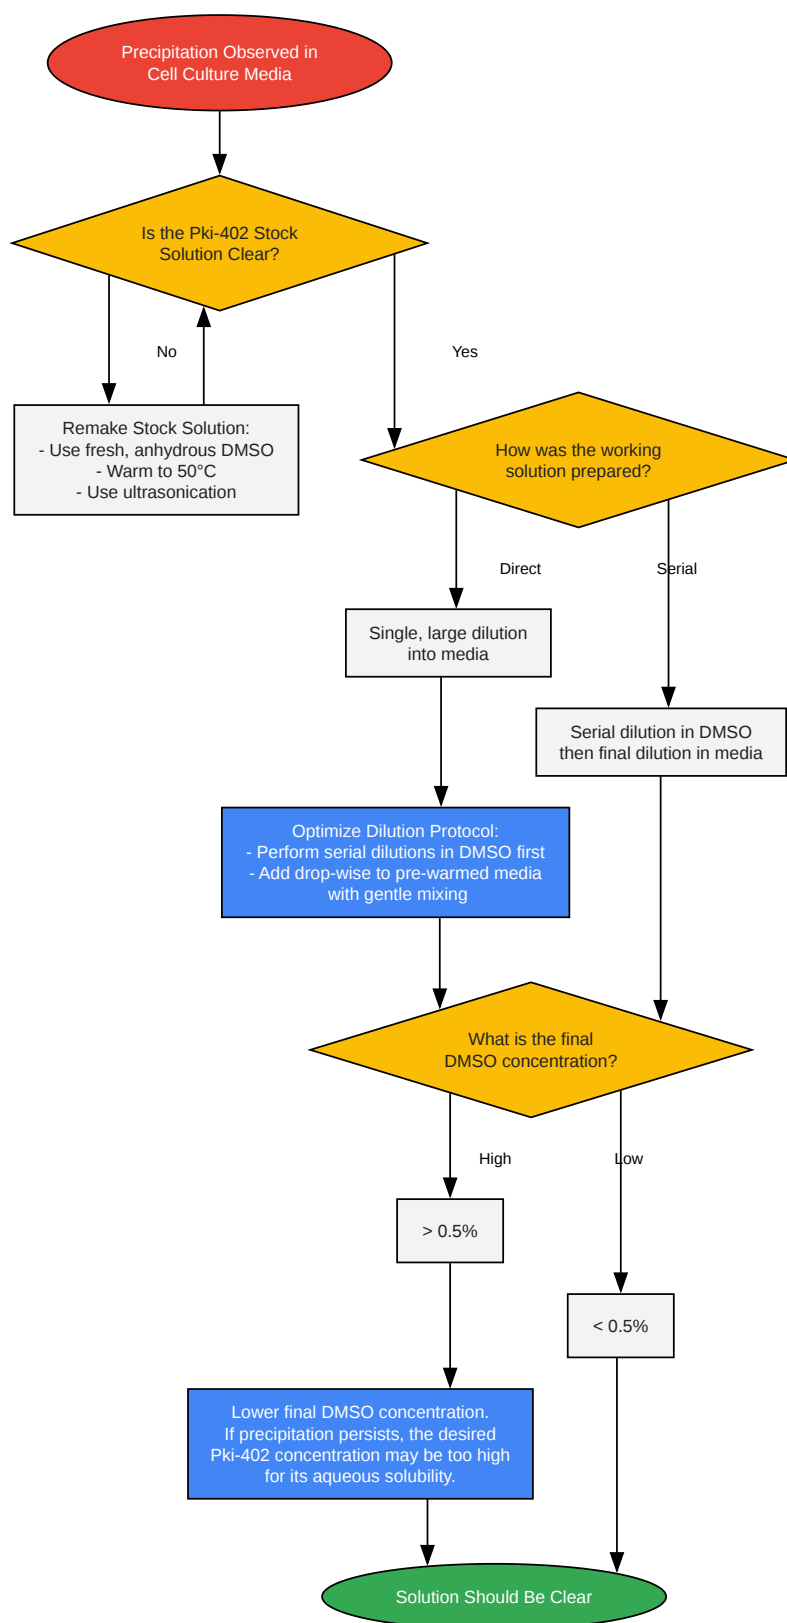 Precipitation Observed in
Cell Culture Media
Is the Pki-402 Stock
Solution Clear?
No
Yes
Remake Stock Solution:
- Use fresh, anhydrous DMSO
- Warm to 50°C
- Use ultrasonication
How was the working
solution prepared?
Direct
Serial
Single, large dilution
into media
Serial dilution in DMSO
then final dilution in media
Optimize Dilution Protocol:
- Perform serial dilutions in DMSO first
- Add drop-wise to pre-warmed media
with gentle mixing
What is the final
DMSO concentration?
High
Low
> 0.5%
< 0.5%
Lower final DMSO concentration.
If precipitation persists, the desired
Pki-402 concentration may be too high
for its aqueous solubility.
Solution Should Be Clear